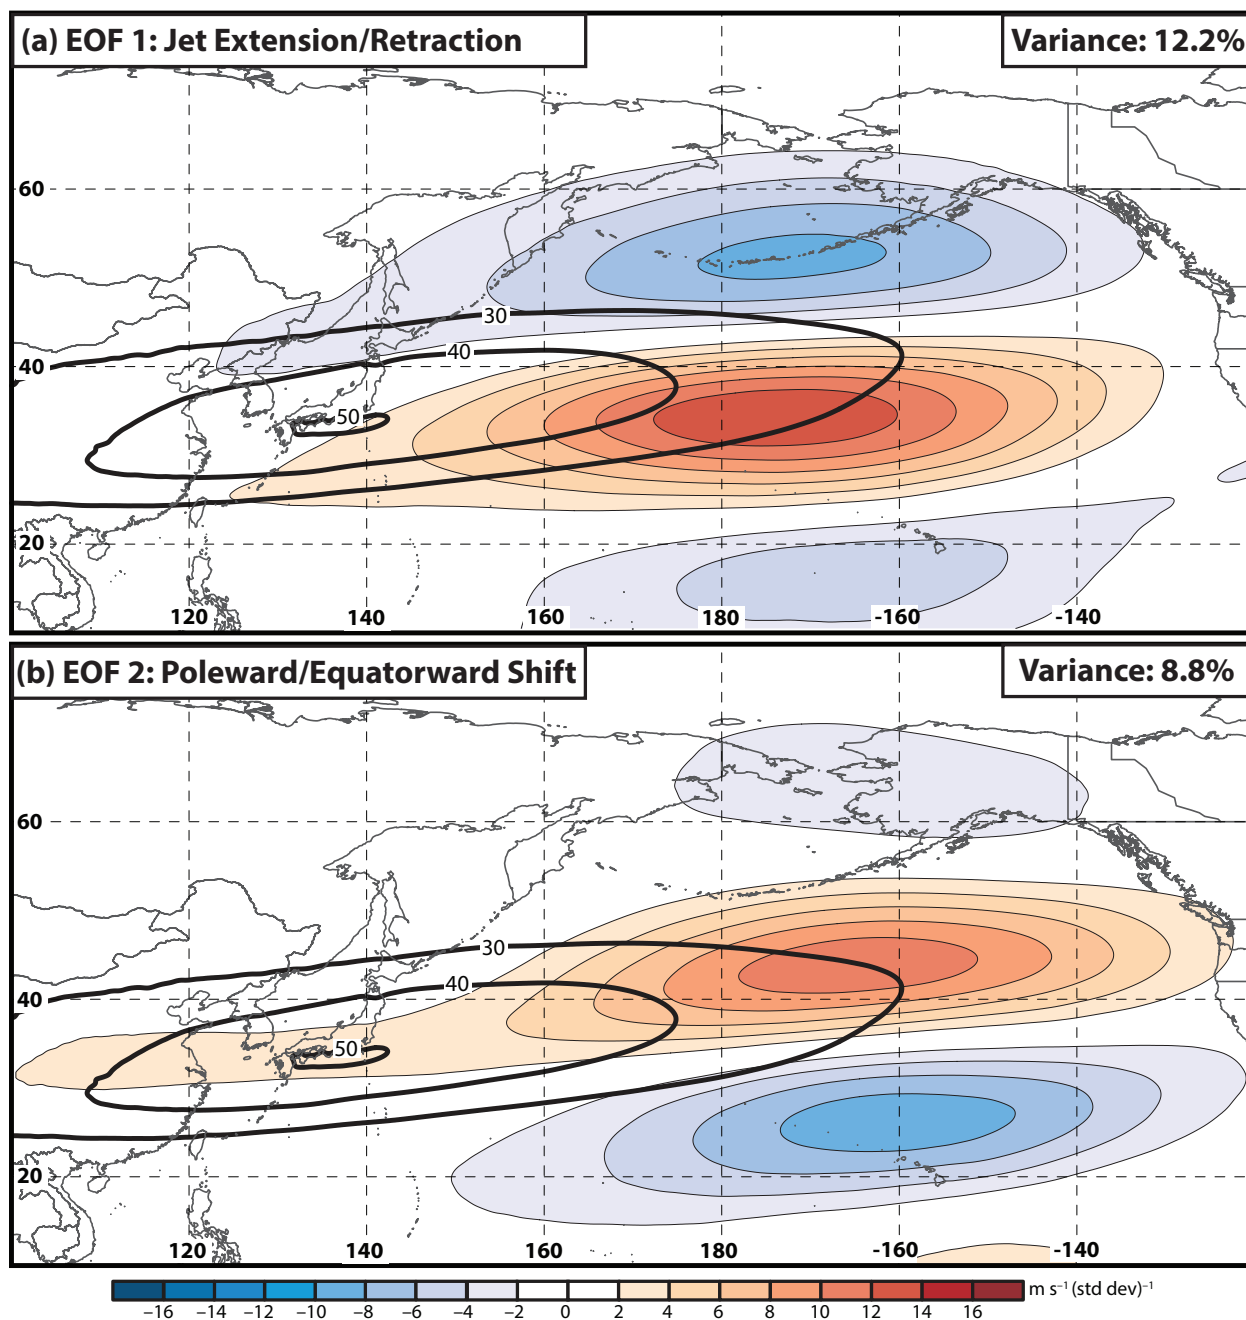 (a) EOF 1: Jet Extension/Retraction
Variance: 12.2%
60
30
40
40
50
20
120 140 160 180 -160 -140
(b) EOF 2: Poleward/Equatorward Shift
Variance: 8.8%
60
30
40
40
50
20
120 140 160 180 -160 -140
m s⁻¹ (std dev)⁻¹
−16 −14 −12 −10 −8 −6 −4 −2 0 2 4 6 8 10 12 14 16